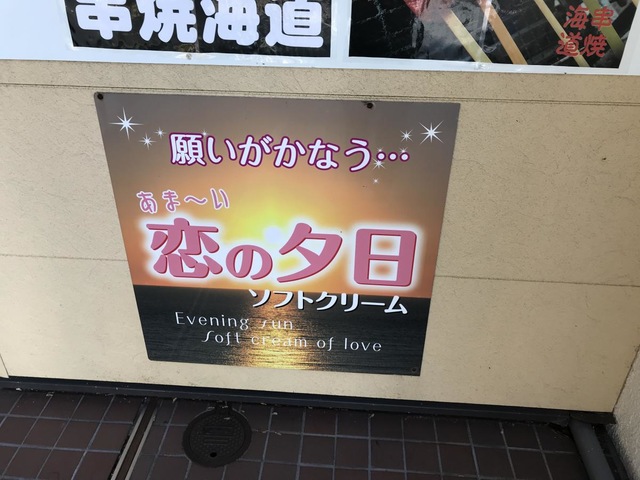 串焼海道
海道
串焼
願いがかなう…
あま〜い
恋の夕日
ソフトクリーム
Evening sun
Soft cream of love